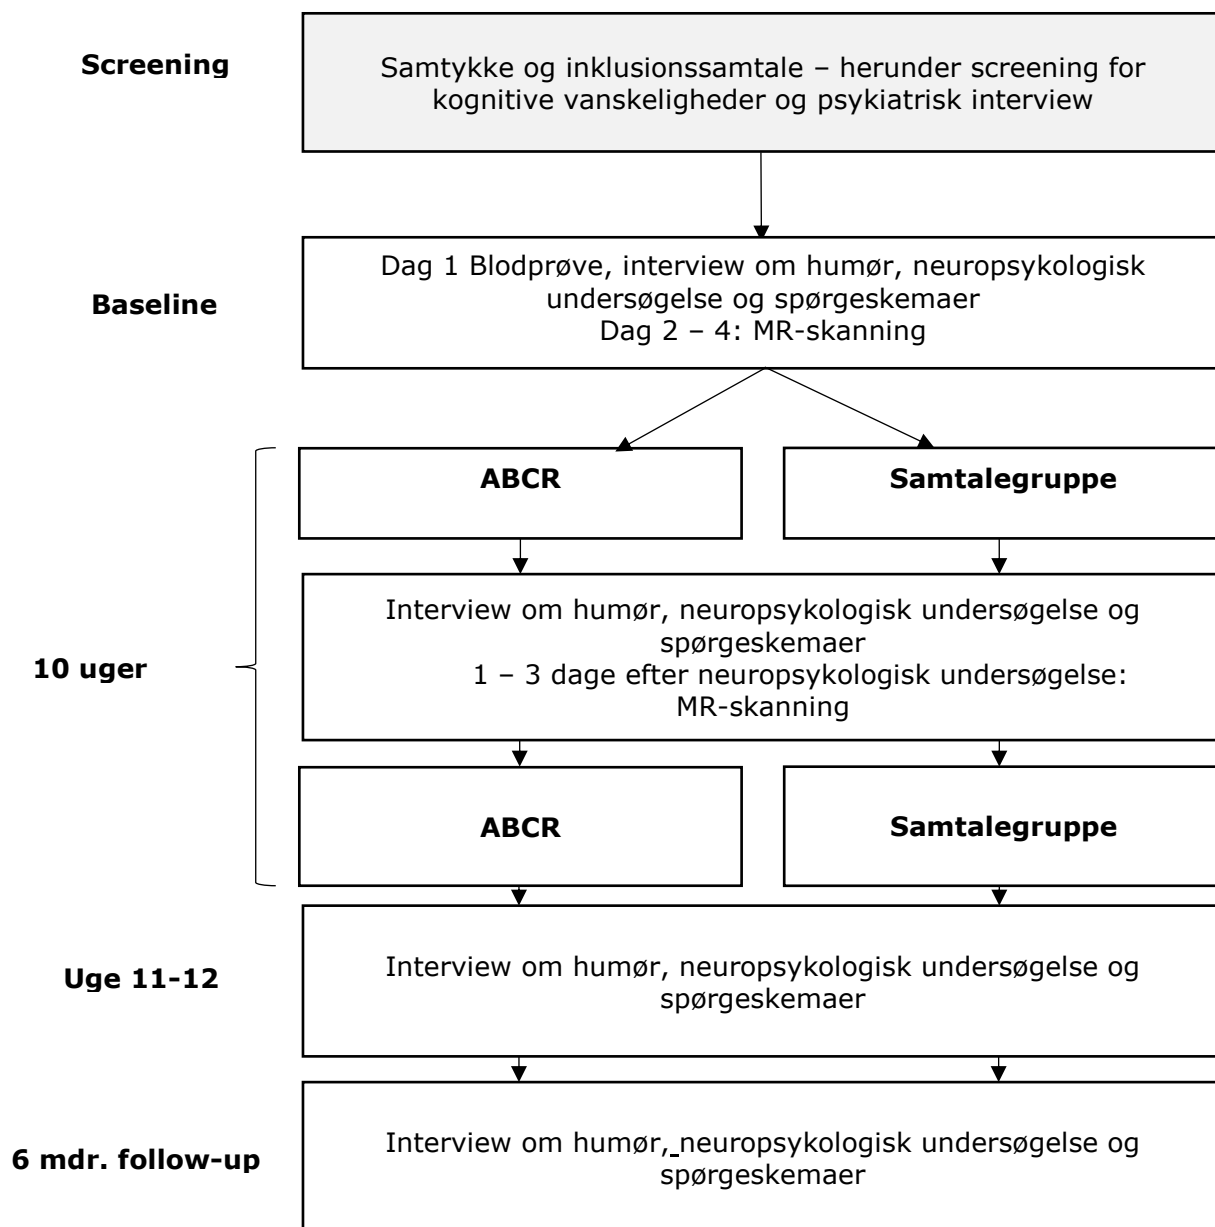 Screening
Samtykke og inklusionssamtale – herunder screening for
kognitive vanskeligheder og psykiatrisk interview
Baseline
Dag 1 Blodprøve, interview om humør, neuropsykologisk
undersøgelse og spørgeskemaer
Dag 2 – 4: MR-skanning
ABCR
Samtalegruppe
10 uger
Interview om humør, neuropsykologisk undersøgelse og
spørgeskemaer
1 – 3 dage efter neuropsykologisk undersøgelse:
MR-skanning
ABCR
Samtalegruppe
Uge 11-12
Interview om humør, neuropsykologisk undersøgelse og
spørgeskemaer
6 mdr. follow-up
Interview om humør, neuropsykologisk undersøgelse og
spørgeskemaer